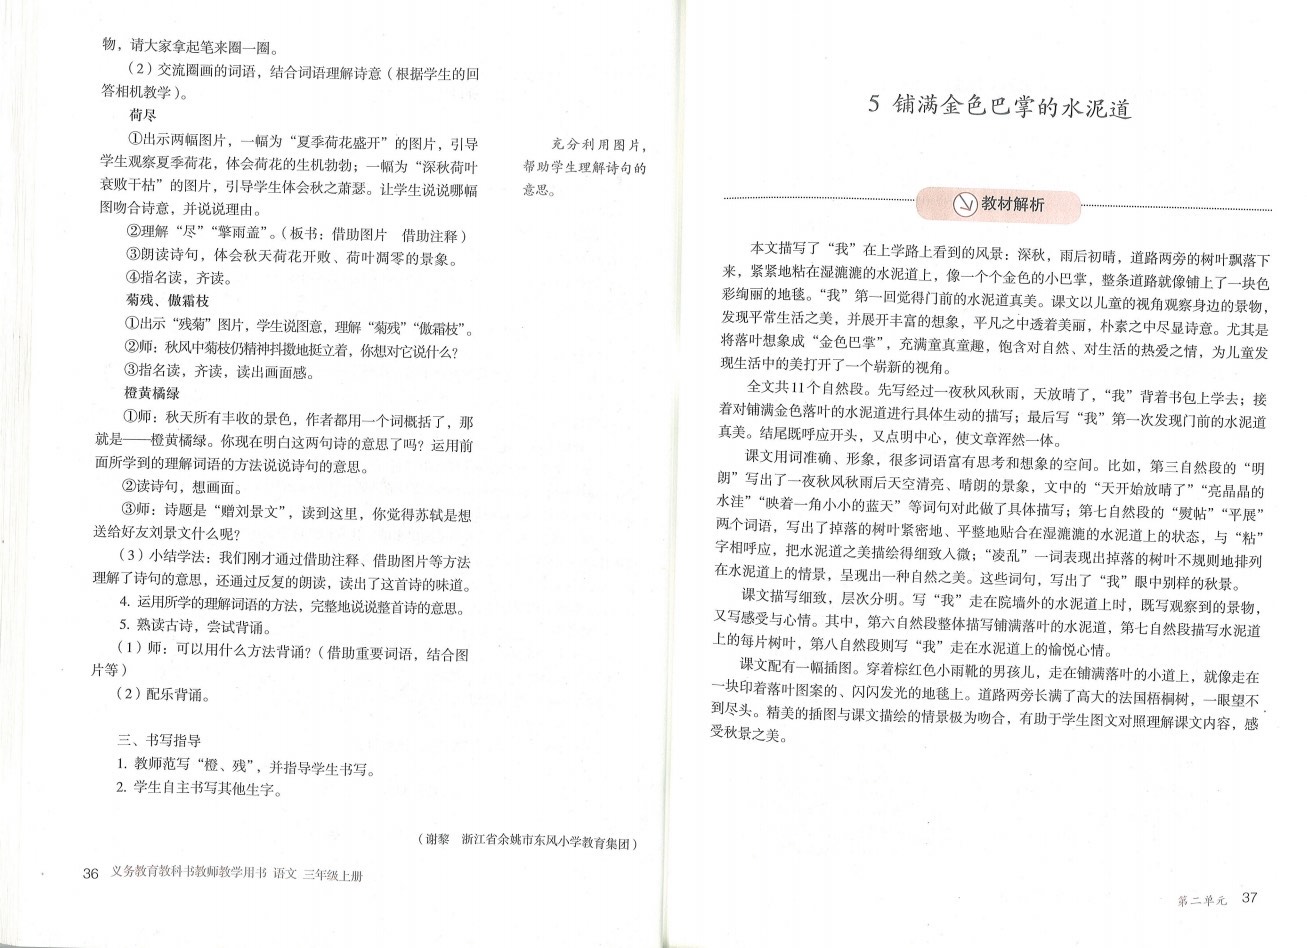 物，请大家拿起笔来圈一圈。
（2）交流圈画的词语，结合词语理解诗意（根据学生的回
答相机教学）。
荷尽
①出示两幅图片，一幅为“夏季荷花盛开”的图片，引导
学生观察夏季荷花，体会荷花的生机勃勃；一幅为“深秋荷叶
衰败干枯”的图片，引导学生体会秋之萧瑟。让学生说说哪幅
图吻合诗意，并说说理由。
②理解“尽”“擎雨盖”。（板书：借助图片　借助注释）
③朗读诗句，体会秋天荷花开败、荷叶凋零的景象。
④指名读，齐读。
菊残、傲霜枝
①出示“残菊”图片，学生说图意，理解“菊残”“傲霜枝”。
②师：秋风中菊枝仍精神抖擞地挺立着，你想对它说什么？
③指名读，齐读，读出画面感。
橙黄橘绿
①师：秋天所有丰收的景色，作者都用一个词概括了，那
就是——橙黄橘绿。你现在明白这两句诗的意思了吗？运用前
面所学到的理解词语的方法说说诗句的意思。
②读诗句，想画面。
③师：诗题是“赠刘景文”，读到这里，你觉得苏轼是想
送给好友刘景文什么呢？
（3）小结学法：我们刚才通过借助注释、借助图片等方法
理解了诗句的意思，还通过反复的朗读，读出了这首诗的味道。
4. 运用所学的理解词语的方法，完整地说说整首诗的意思。
5. 熟读古诗，尝试背诵。
（1）师：可以用什么方法背诵？（借助重要词语，结合图
片等）
（2）配乐背诵。
三、书写指导
1. 教师范写“橙、残”，并指导学生书写。
2. 学生自主书写其他生字。
（谢黎　浙江省余姚市东风小学教育集团）
充分利用图片，
帮助学生理解诗句的
意思。
36 义务教育教科书教师教学用书 语文 三年级上册
5 铺满金色巴掌的水泥道
教材解析
本文描写了“我”在上学路上看到的风景：深秋，雨后初晴，道路两旁的树叶飘落下
来，紧紧地粘在湿漉漉的水泥道上，像一个个金色的小巴掌，整条道路就像铺上了一块色
彩绚丽的地毯。“我”第一回觉得门前的水泥道真美。课文以儿童的视角观察身边的景物，
发现平常生活之美，并展开丰富的想象，平凡之中透着美丽，朴素之中尽显诗意。尤其是
将落叶想象成“金色巴掌”，充满童真童趣，饱含对自然、对生活的热爱之情，为儿童发
现生活中的美打开了一个崭新的视角。
全文共11个自然段。先写经过一夜秋风秋雨，天放晴了，“我”背着书包上学去；接
着对铺满金色落叶的水泥道进行具体生动的描写；最后写“我”第一次发现门前的水泥道
真美。结尾既呼应开头，又点明中心，使文章浑然一体。
课文用词准确、形象，很多词语富有思考和想象的空间。比如，第三自然段的“明
朗”写出了一夜秋风秋雨后天空清亮、晴朗的景象，文中的“天开始放晴了”“亮晶晶的
水洼”“映着一角小小的蓝天”等词句对此做了具体描写；第七自然段的“熨帖”“平展”
两个词语，写出了掉落的树叶紧密地、平整地贴合在湿漉漉的水泥道上的状态，与“粘”
字相呼应，把水泥道之美描绘得细致入微；“凌乱”一词表现出掉落的树叶不规则地排列
在水泥道上的情景，呈现出一种自然之美。这些词句，写出了“我”眼中别样的秋景。
课文描写细致，层次分明。写“我”走在院墙外的水泥道上时，既写观察到的景物，
又写感受与心情。其中，第六自然段整体描写铺满落叶的水泥道，第七自然段描写水泥道
上的每片树叶，第八自然段则写“我”走在水泥道上的愉悦心情。
课文配有一幅插图。穿着棕红色小雨靴的男孩儿，走在铺满落叶的小道上，就像走在
一块印着落叶图案的、闪闪发光的地毯上。道路两旁长满了高大的法国梧桐树，一眼望不
到尽头。精美的插图与课文描绘的情景极为吻合，有助于学生图文对照理解课文内容，感
受秋景之美。
第二单元 37